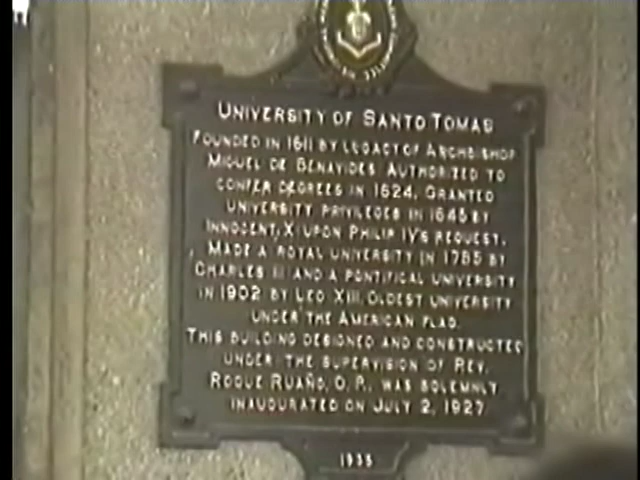 UNIVERSITY OF SANTO TOMAS
FOUNDED IN 1611 BY LEGACY OF ARCHBISHOP
MIGUEL DE BENAVIDES. AUTHORIZED TO
CONFER DEGREES IN 1624. GRANTED
UNIVERSITY PRIVILEGES IN 1645 BY
INNOCENT X UPON PHILIP IV'S REQUEST.
MADE A ROYAL UNIVERSITY IN 1785 BY
CHARLES III AND A PONTIFICAL UNIVERSITY
IN 1902 BY LEO XIII. OLDEST UNIVERSITY
UNDER THE AMERICAN FLAG.
THIS BUILDING DESIGNED AND CONSTRUCTED
UNDER THE SUPERVISION OF REV.
ROQUE RUAÑO, O.P., WAS SOLEMNLY
INAUGURATED ON JULY 2, 1927
1935